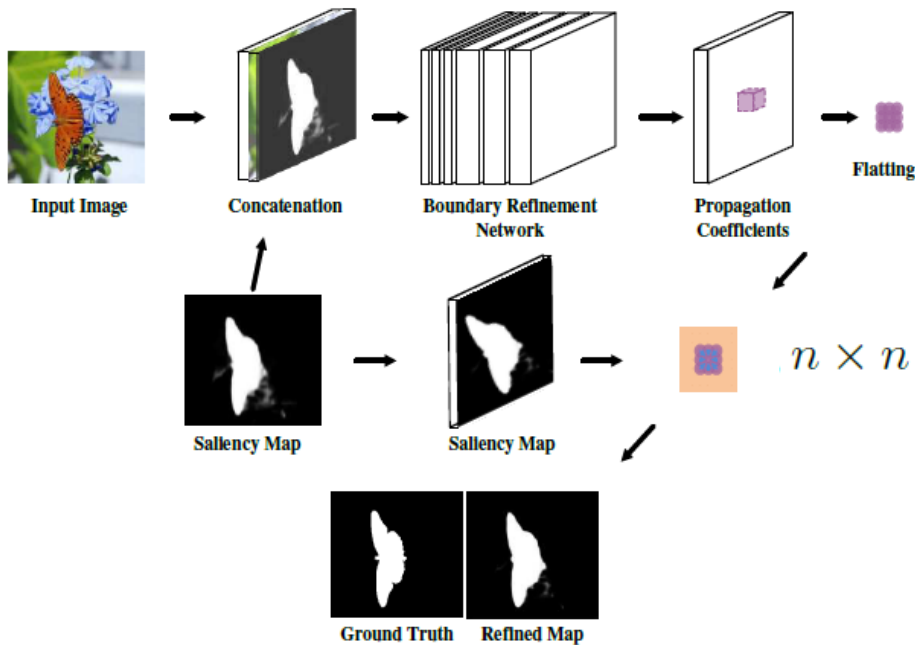 Input Image
Concatenation
Boundary Refinement
Network
Propagation
Coefficients
Flatting
Saliency Map
Saliency Map
n × n
Ground Truth
Refined Map